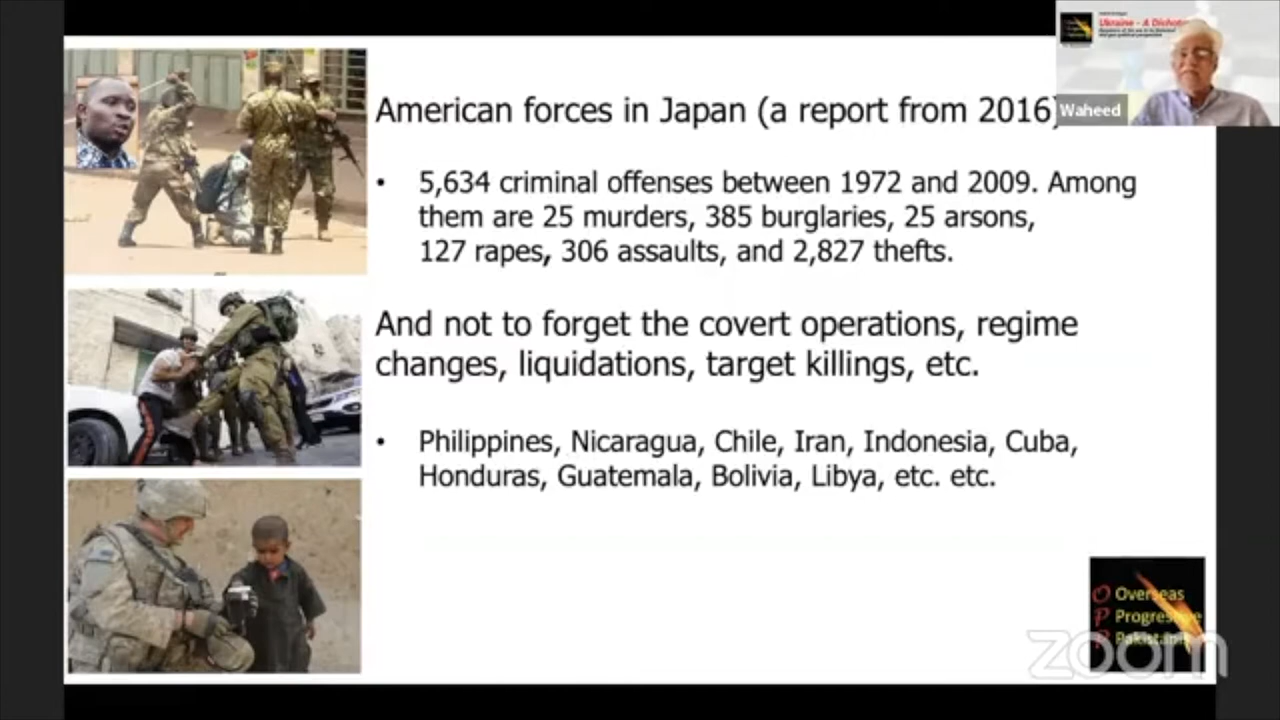 American forces in Japan (a report from 2016)
• 5,634 criminal offenses between 1972 and 2009. Among
them are 25 murders, 385 burglaries, 25 arsons,
127 rapes, 306 assaults, and 2,827 thefts.
And not to forget the covert operations, regime
changes, liquidations, target killings, etc.
• Philippines, Nicaragua, Chile, Iran, Indonesia, Cuba,
Honduras, Guatemala, Bolivia, Libya, etc. etc.
Ukraine - A
Waheed
Overseas
Progressive
Pakistanis
zoom